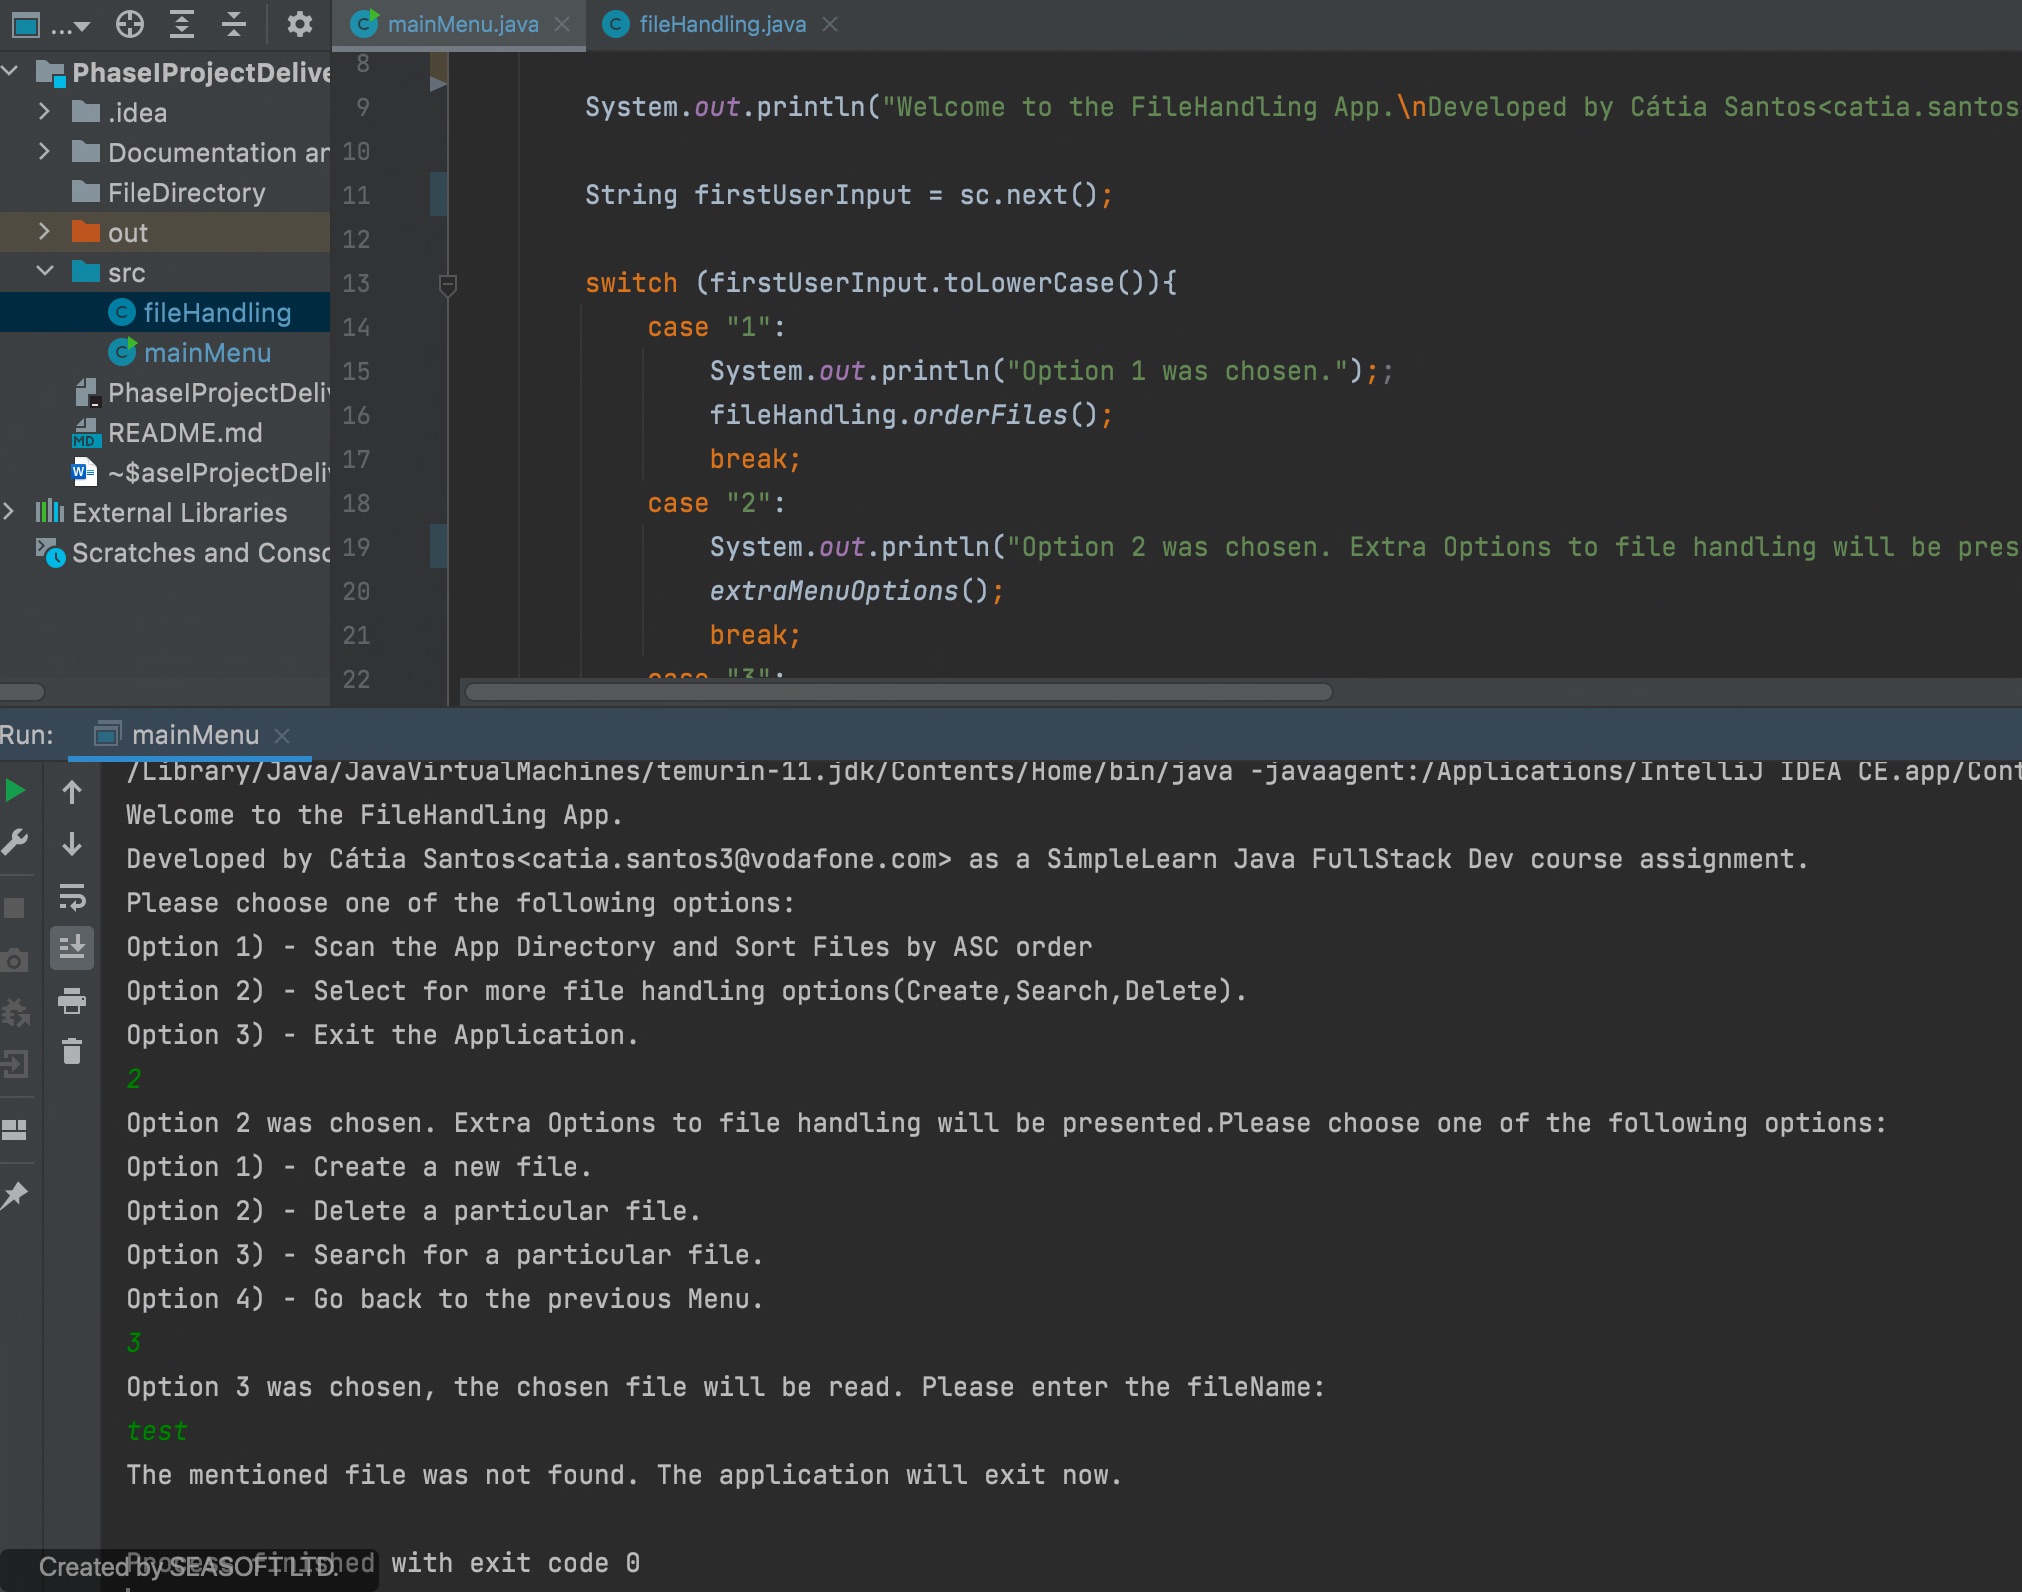 ...
mainMenu.java
fileHandling.java
PhaseIProjectDelive
.idea
Documentation an
FileDirectory
out
src
fileHandling
mainMenu
PhaseIProjectDeliv
README.md
~$aseIProjectDeliv
External Libraries
Scratches and Consc
8
9 System.out.println("Welcome to the FileHandling App.\nDeveloped by Cátia Santos<catia.santos
10
11 String firstUserInput = sc.next();
12
13 switch (firstUserInput.toLowerCase()){
14 case "1":
15 System.out.println("Option 1 was chosen.");;
16 fileHandling.orderFiles();
17 break;
18 case "2":
19 System.out.println("Option 2 was chosen. Extra Options to file handling will be pres
20 extraMenuOptions();
21 break;
22 case "3":
Run: mainMenu
/Library/Java/JavaVirtualMachines/temurin-11.jdk/Contents/Home/bin/java -javaagent:/Applications/IntelliJ IDEA CE.app/Cont
Welcome to the FileHandling App.
Developed by Cátia Santos<catia.santos3@vodafone.com> as a SimpleLearn Java FullStack Dev course assignment.
Please choose one of the following options:
Option 1) - Scan the App Directory and Sort Files by ASC order
Option 2) - Select for more file handling options(Create,Search,Delete).
Option 3) - Exit the Application.
2
Option 2 was chosen. Extra Options to file handling will be presented.Please choose one of the following options:
Option 1) - Create a new file.
Option 2) - Delete a particular file.
Option 3) - Search for a particular file.
Option 4) - Go back to the previous Menu.
3
Option 3 was chosen, the chosen file will be read. Please enter the fileName:
test
The mentioned file was not found. The application will exit now.
Process finished with exit code 0
Created by SEASOFT LTD.